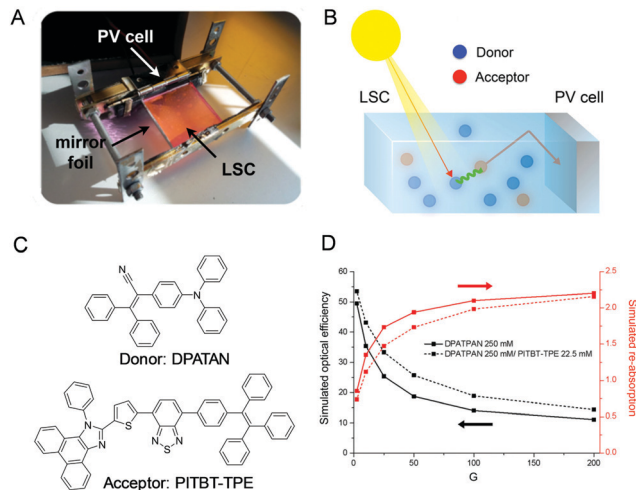 A
PV cell
mirror
foil
LSC
B
Donor
Acceptor
LSC
PV cell
C
N
N
Donor: DPATAN
N
N
S
N
N
S
Acceptor: PITBT-TPE
D
Simulated optical efficiency
60
50
40
30
20
10
0
DPATPAN 250 mM
DPATPAN 250 mM/ PITBT-TPE 22.5 mM
0
50
100
150
200
G
2.5
2.0
1.5
1.0
0.5
0.0
Simulated re-absorption